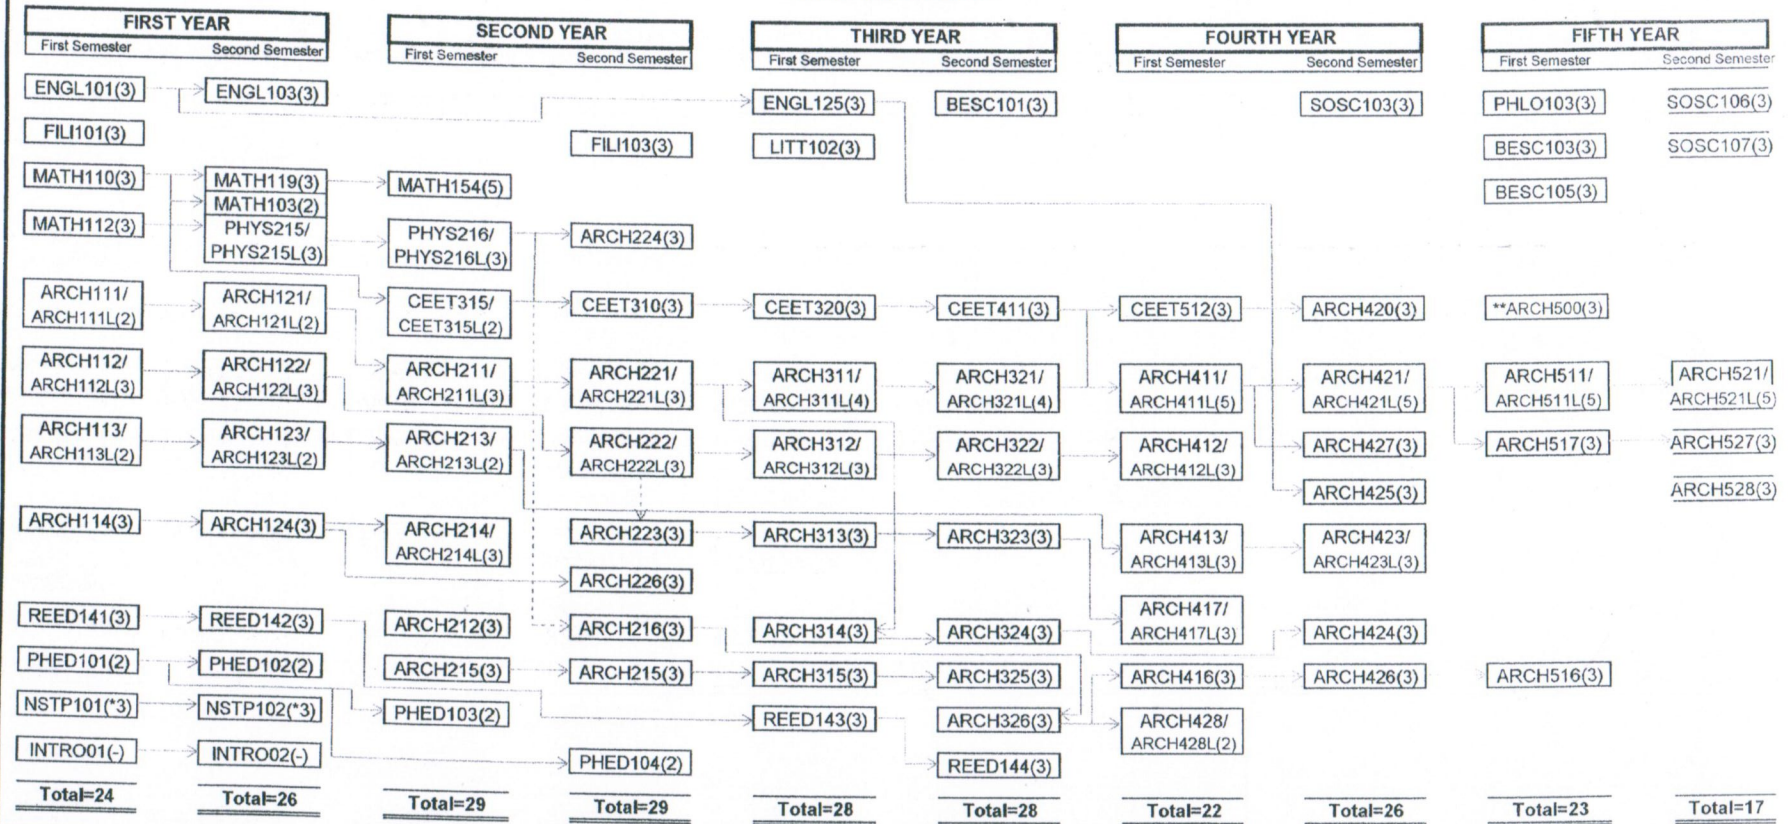 FIRST YEAR
First Semester
Second Semester
ENGL101(3)
FILI101(3)
MATH110(3)
MATH112(3)
ARCH111/
ARCH111L(2)
ARCH112/
ARCH112L(3)
ARCH113/
ARCH113L(2)
ARCH114(3)
REED141(3)
PHED101(2)
NSTP101(*3)
INTRO01(-)
Total=24
ENGL103(3)
MATH119(3)
MATH103(2)
PHYS215/
PHYS215L(3)
ARCH121/
ARCH121L(2)
ARCH122/
ARCH122L(3)
ARCH123/
ARCH123L(2)
ARCH124(3)
REED142(3)
PHED102(2)
NSTP102(*3)
INTRO02(-)
Total=26
SECOND YEAR
First Semester
Second Semester
MATH154(5)
PHYS216/
PHYS216L(3)
CEET315/
CEET315L(2)
ARCH211/
ARCH211L(3)
ARCH213/
ARCH213L(2)
ARCH214/
ARCH214L(3)
ARCH212(3)
ARCH215(3)
PHED103(2)
Total=29
FILI103(3)
ARCH224(3)
CEET310(3)
ARCH221/
ARCH221L(3)
ARCH222/
ARCH222L(3)
ARCH223(3)
ARCH226(3)
ARCH216(3)
ARCH215(3)
PHED104(2)
Total=29
THIRD YEAR
First Semester
Second Semester
ENGL125(3)
LITT102(3)
CEET320(3)
ARCH311/
ARCH311L(4)
ARCH312/
ARCH312L(3)
ARCH313(3)
ARCH314(3)
ARCH315(3)
REED143(3)
Total=28
BESC101(3)
CEET411(3)
ARCH321/
ARCH321L(4)
ARCH322/
ARCH322L(3)
ARCH323(3)
ARCH324(3)
ARCH325(3)
ARCH326(3)
REED144(3)
Total=28
FOURTH YEAR
First Semester
Second Semester
CEET512(3)
ARCH411/
ARCH411L(5)
ARCH412/
ARCH412L(3)
ARCH413/
ARCH413L(3)
ARCH417/
ARCH417L(3)
ARCH416(3)
ARCH428/
ARCH428L(2)
Total=22
SOSC103(3)
ARCH420(3)
ARCH421/
ARCH421L(5)
ARCH427(3)
ARCH425(3)
ARCH423/
ARCH423L(3)
ARCH424(3)
ARCH426(3)
Total=26
FIFTH YEAR
First Semester
Second Semester
PHLO103(3)
BESC103(3)
BESC105(3)
**ARCH500(3)
ARCH511/
ARCH511L(5)
ARCH517(3)
ARCH516(3)
Total=23
SOSC106(3)
SOSC107(3)
ARCH521/
ARCH521L(5)
ARCH527(3)
ARCH528(3)
Total=17